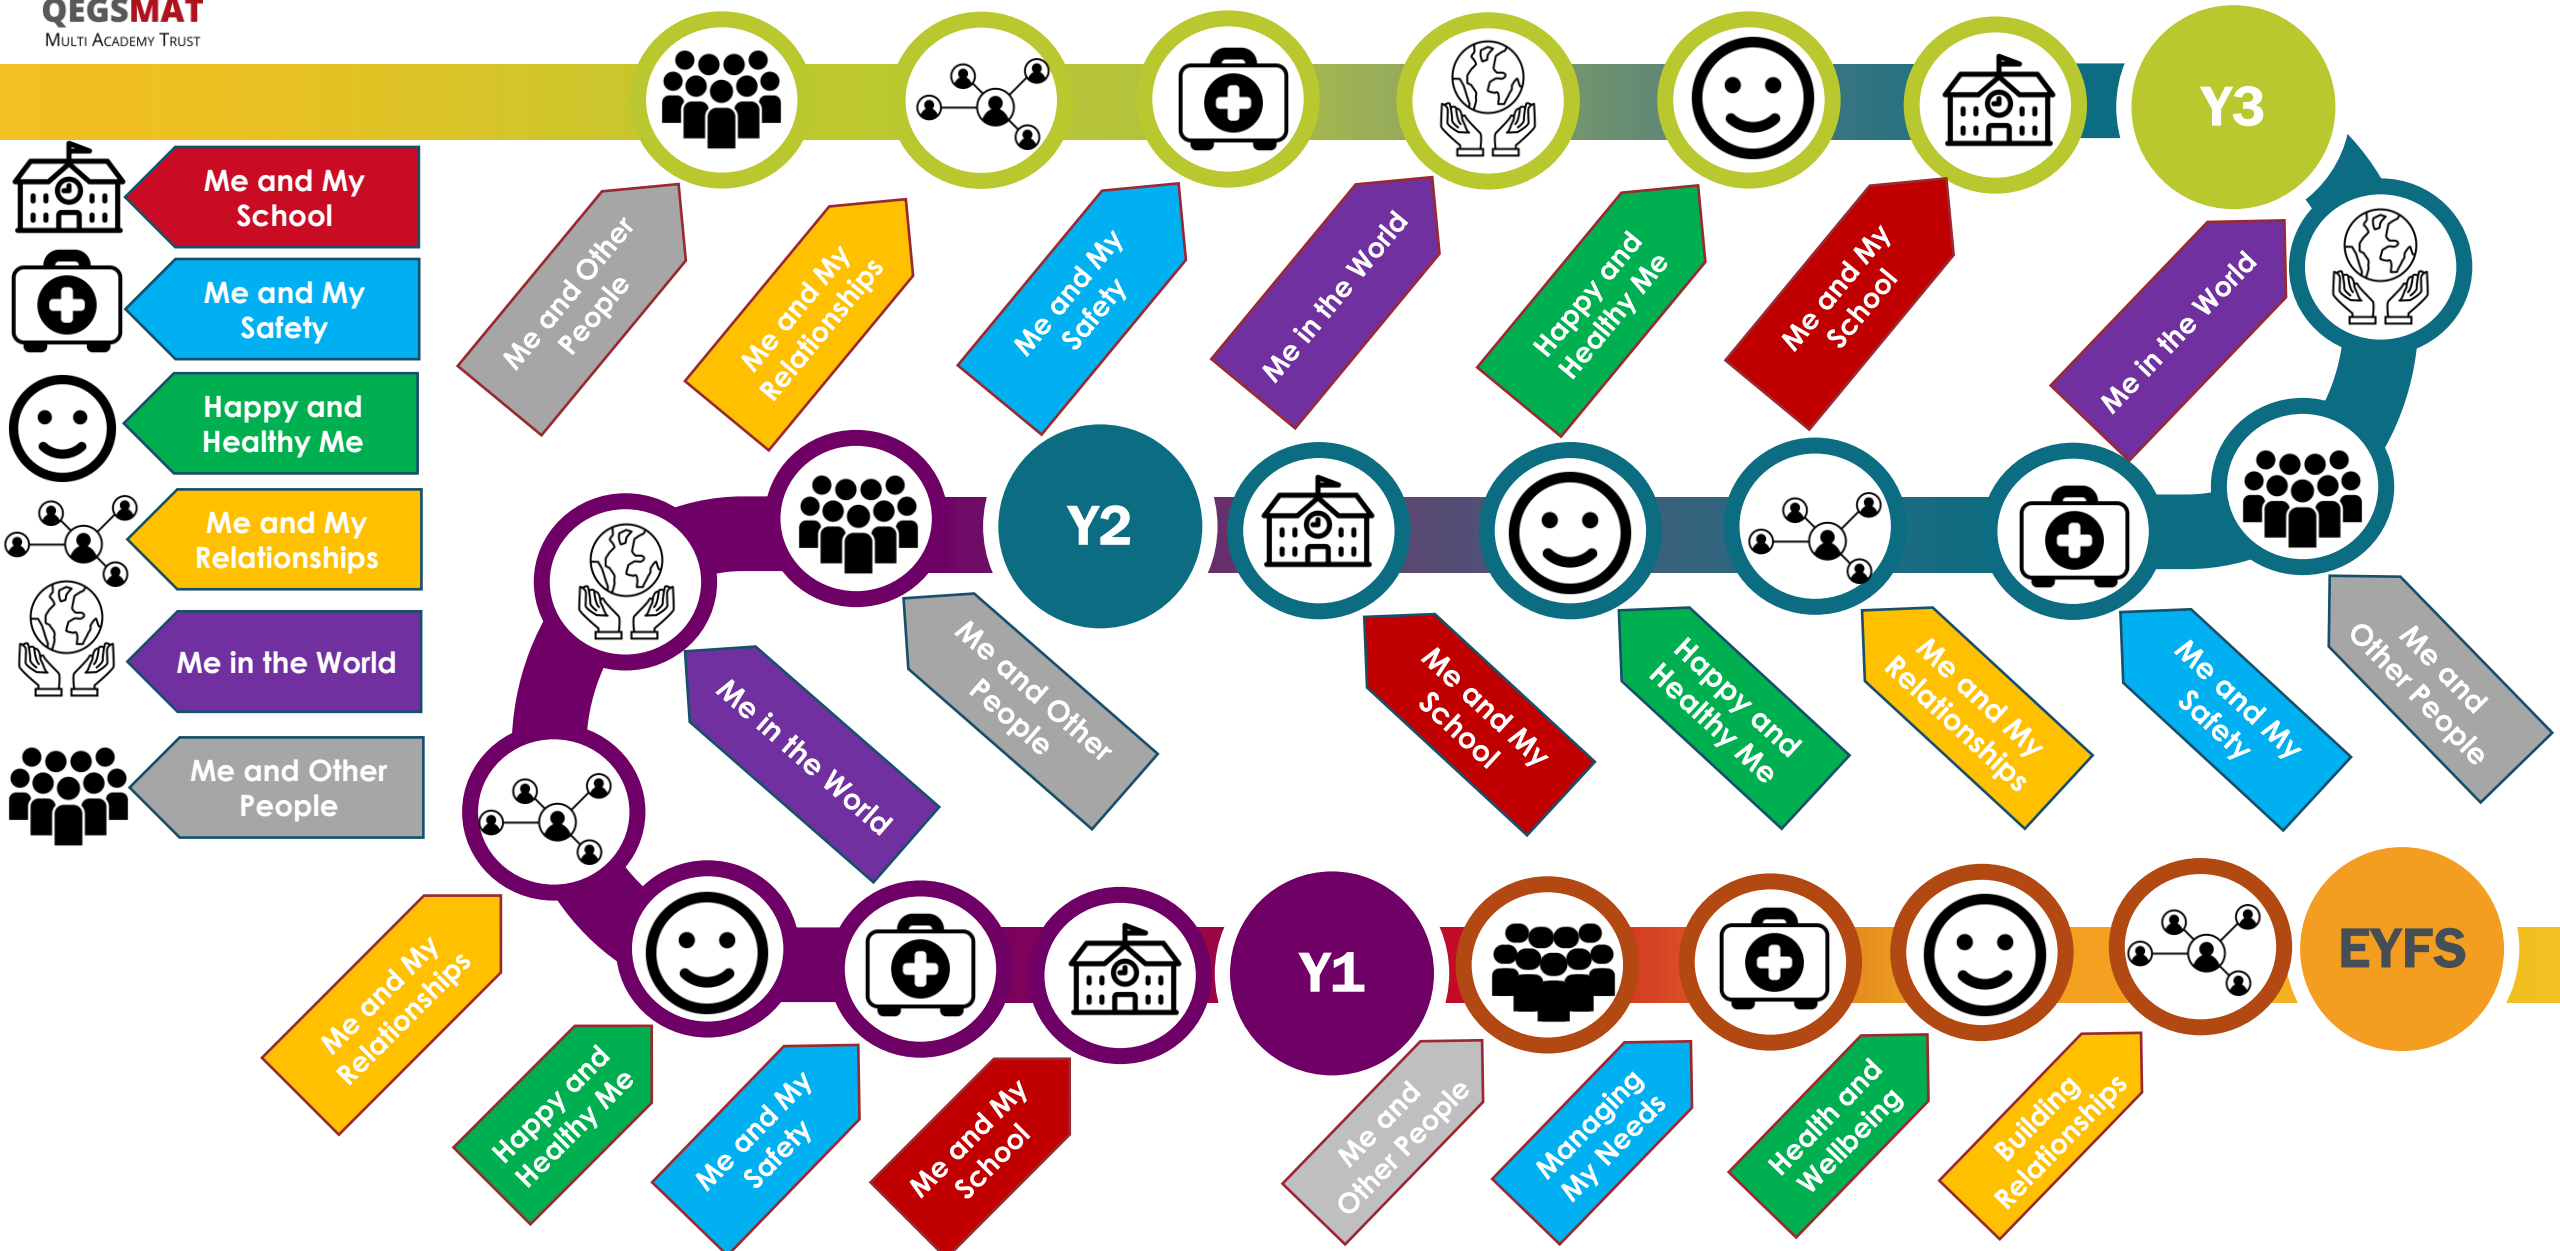 QEGSMAT
MULTI ACADEMY TRUST
Y3
Me and My
School
Me and My
Safety
Happy and
Healthy Me
Me and My
Relationships
Me in the World
Me and Other
People
Me and Other
People
Me and My
Relationships
Me and My
Safety
Me in the World
Happy and
Healthy Me
Me and My
School
Me in the World
Y2
Me in the World
Me and Other
People
Me and My
School
Happy and
Healthy Me
Me and My
Relationships
Me and My
Safety
Me and
Other People
Y1
EYFS
Me and My
Relationships
Happy and
Healthy Me
Me and My
Safety
Me and My
School
Me and
Other People
Managing
My Needs
Health and
Wellbeing
Building
Relationships